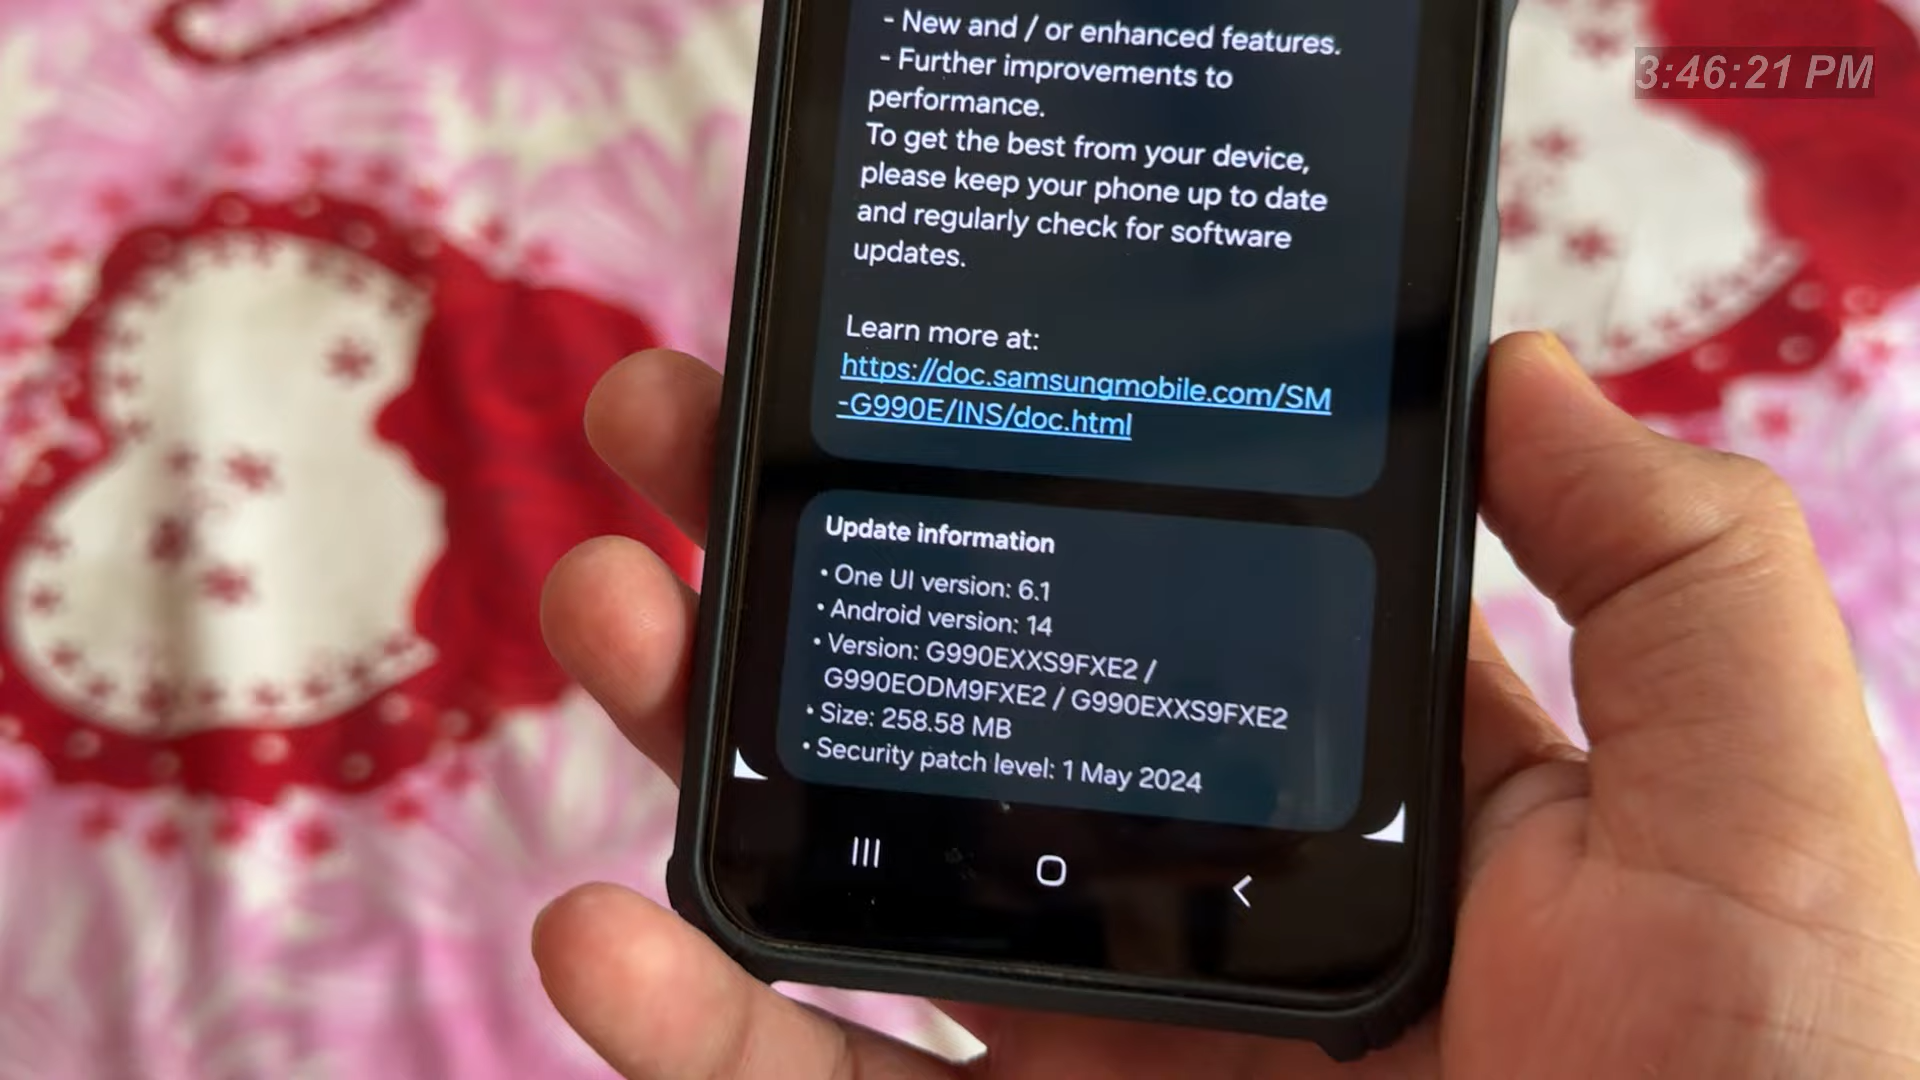 - New and / or enhanced features.
3:46:21 PM
- Further improvements to
performance.
To get the best from your device,
please keep your phone up to date
and regularly check for software
updates.
Learn more at:
https://doc.samsungmobile.com/SM
-G990E/INS/doc.html
Update information
• One UI version: 6.1
• Android version: 14
• Version: G990EXXS9FXE2 /
G990EODM9FXE2 / G990EXXS9FXE2
• Size: 258.58 MB
• Security patch level: 1 May 2024